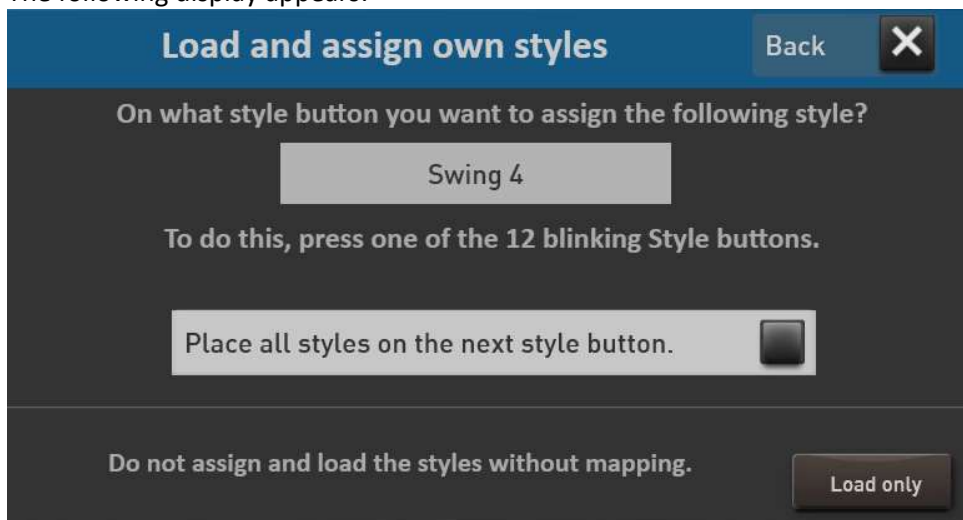 The following display appears:
Load and assign own styles
Back
On what style button you want to assign the following style?
Swing 4
To do this, press one of the 12 blinking Style buttons.
Place all styles on the next style button.
Do not assign and load the styles without mapping.
Load only